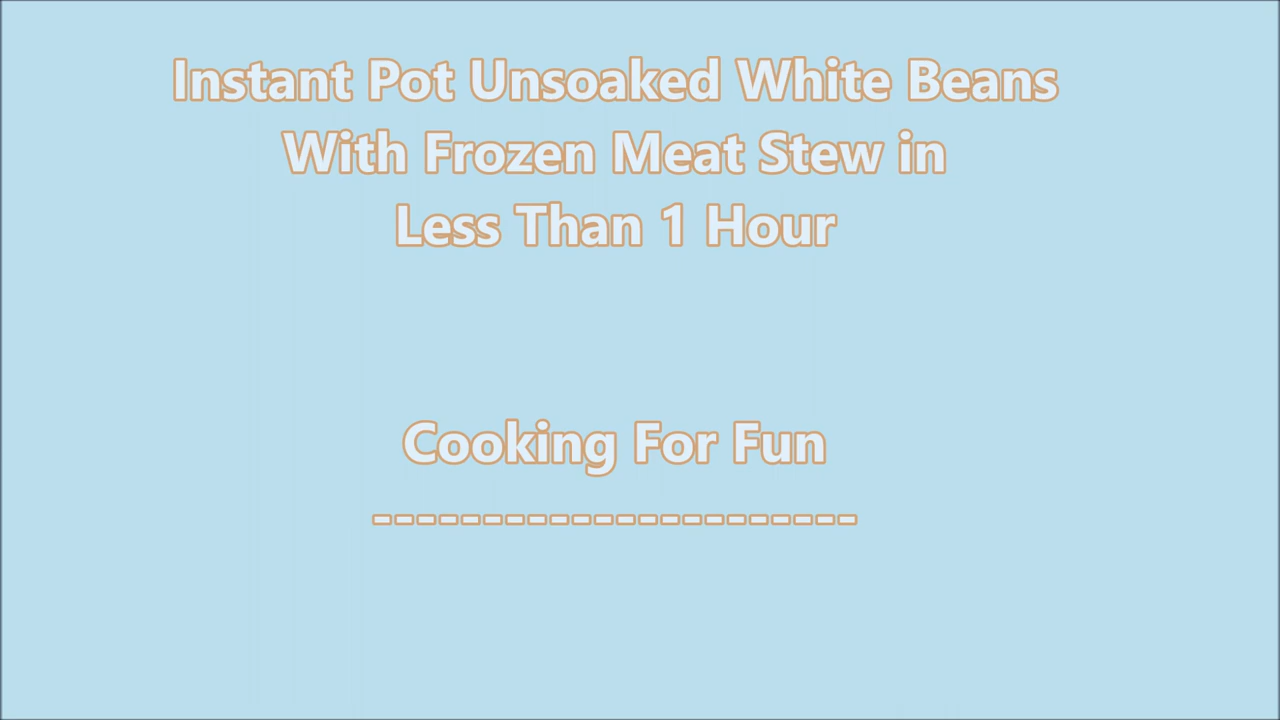 Instant Pot Unsoaked White Beans
With Frozen Meat Stew in
Less Than 1 Hour
Cooking For Fun
----------------------